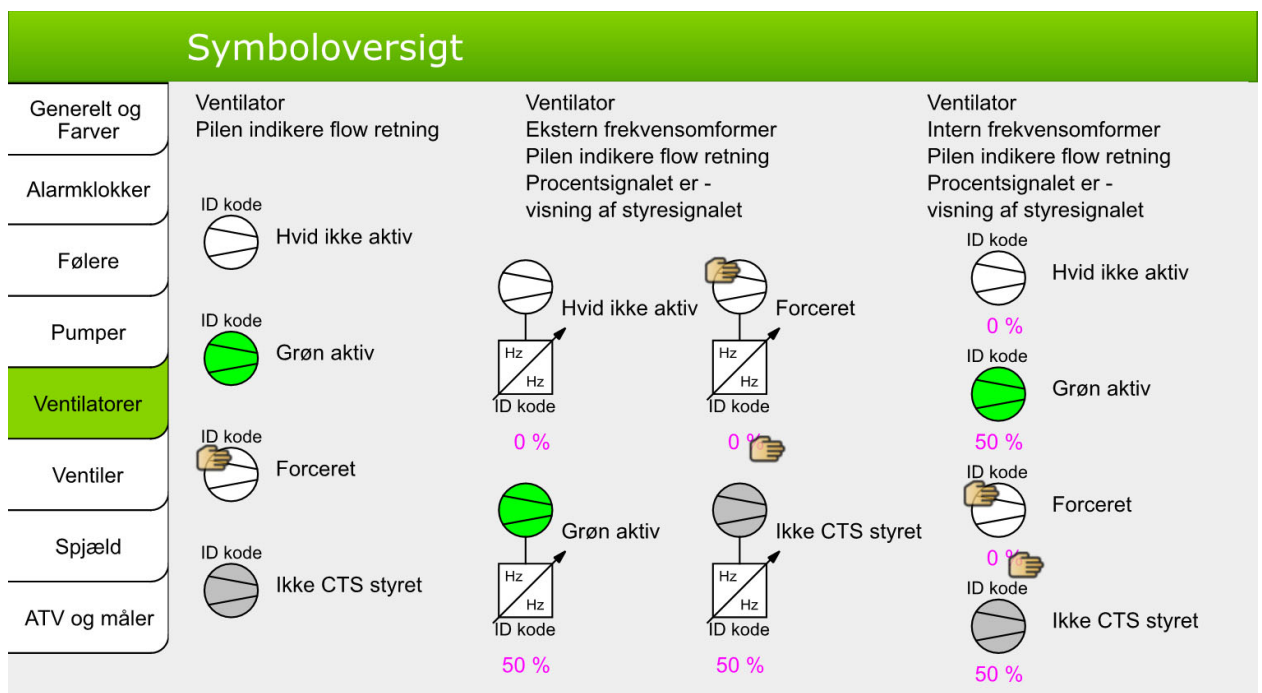 Symboloversigt
Generelt og
Farver
Alarmklokker
Følere
Pumper
Ventilatorer
Ventiler
Spjæld
ATV og måler
Ventilator
Pilen indikere flow retning
ID kode
Hvid ikke aktiv
ID kode
Grøn aktiv
ID kode
Forceret
ID kode
Ikke CTS styret
Ventilator
Ekstern frekvensomformer
Pilen indikere flow retning
Procentsignalet er -
visning af styresignalet
Hvid ikke aktiv
Hz
Hz
ID kode
0 %
Forceret
Hz
Hz
ID kode
0 %
Grøn aktiv
Hz
Hz
ID kode
50 %
Ikke CTS styret
Hz
Hz
ID kode
50 %
Ventilator
Intern frekvensomformer
Pilen indikere flow retning
Procentsignalet er -
visning af styresignalet
ID kode
Hvid ikke aktiv
0 %
ID kode
Grøn aktiv
50 %
ID kode
Forceret
0 %
ID kode
Ikke CTS styret
50 %